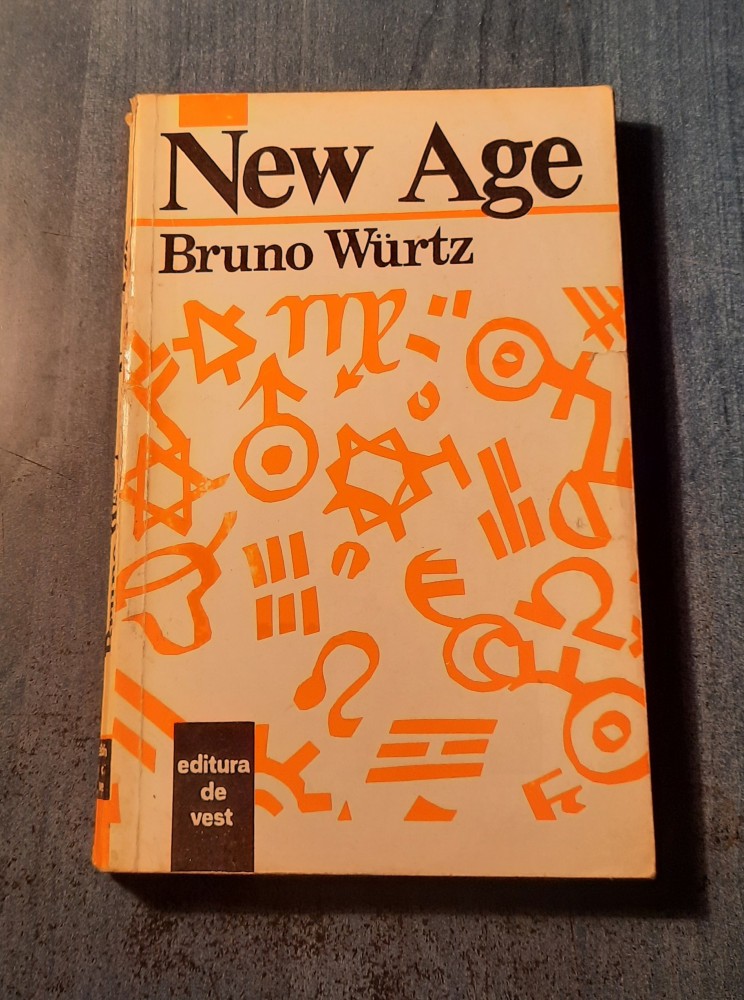 New Age
Bruno Würtz
editura
de
vest